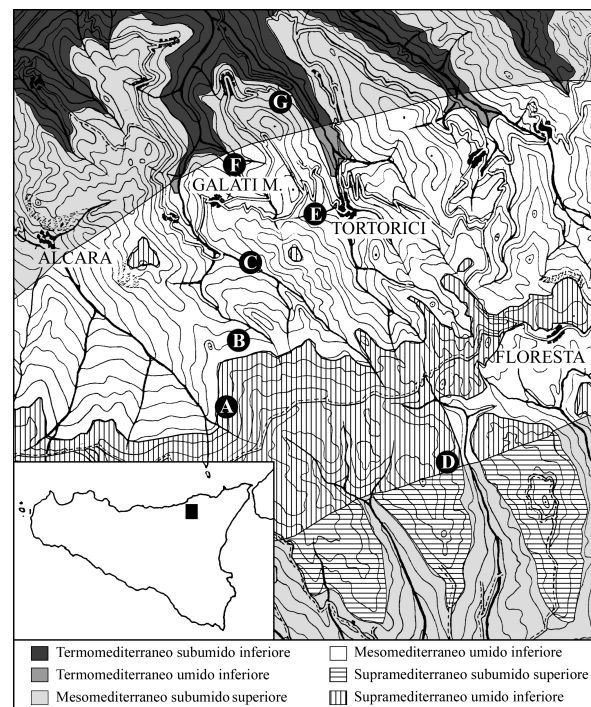 G
F
GALATI M.
E
TORTORICI
ALCARA
C
B
FLORESTA
A
D
Termomediterraneo subumido inferiore
Termomediterraneo umido inferiore
Mesomediterraneo subumido superiore
Mesomediterraneo umido inferiore
Supramediterraneo subumido superiore
Supramediterraneo umido inferiore